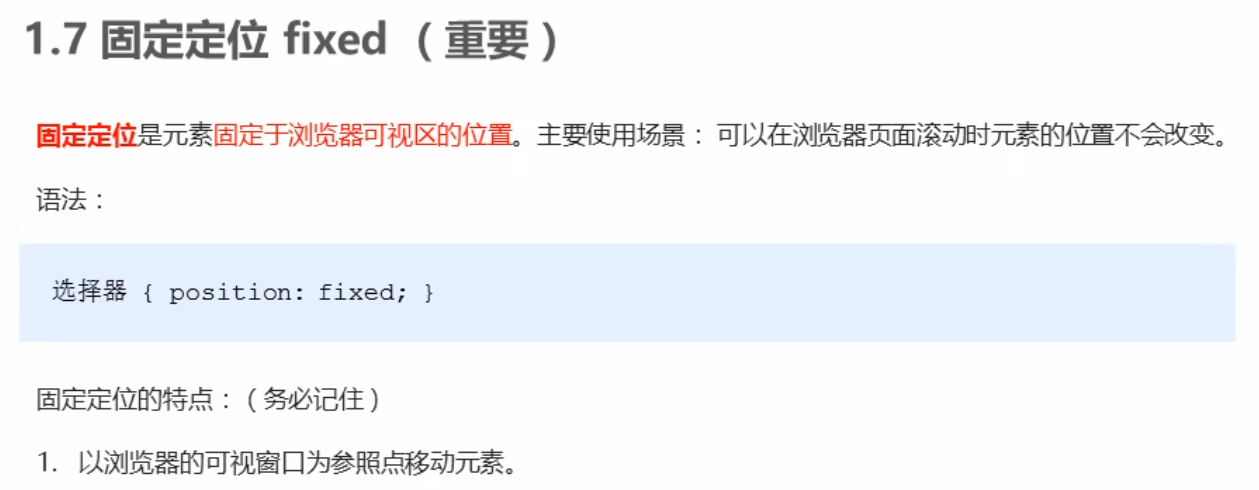 1.7 固定定位 fixed （重要）
固定定位是元素固定于浏览器可视区的位置。主要使用场景： 可以在浏览器页面滚动时元素的位置不会改变。
语法：
选择器 { position: fixed; }
固定定位的特点：（务必记住）
1. 以浏览器的可视窗口为参照点移动元素。